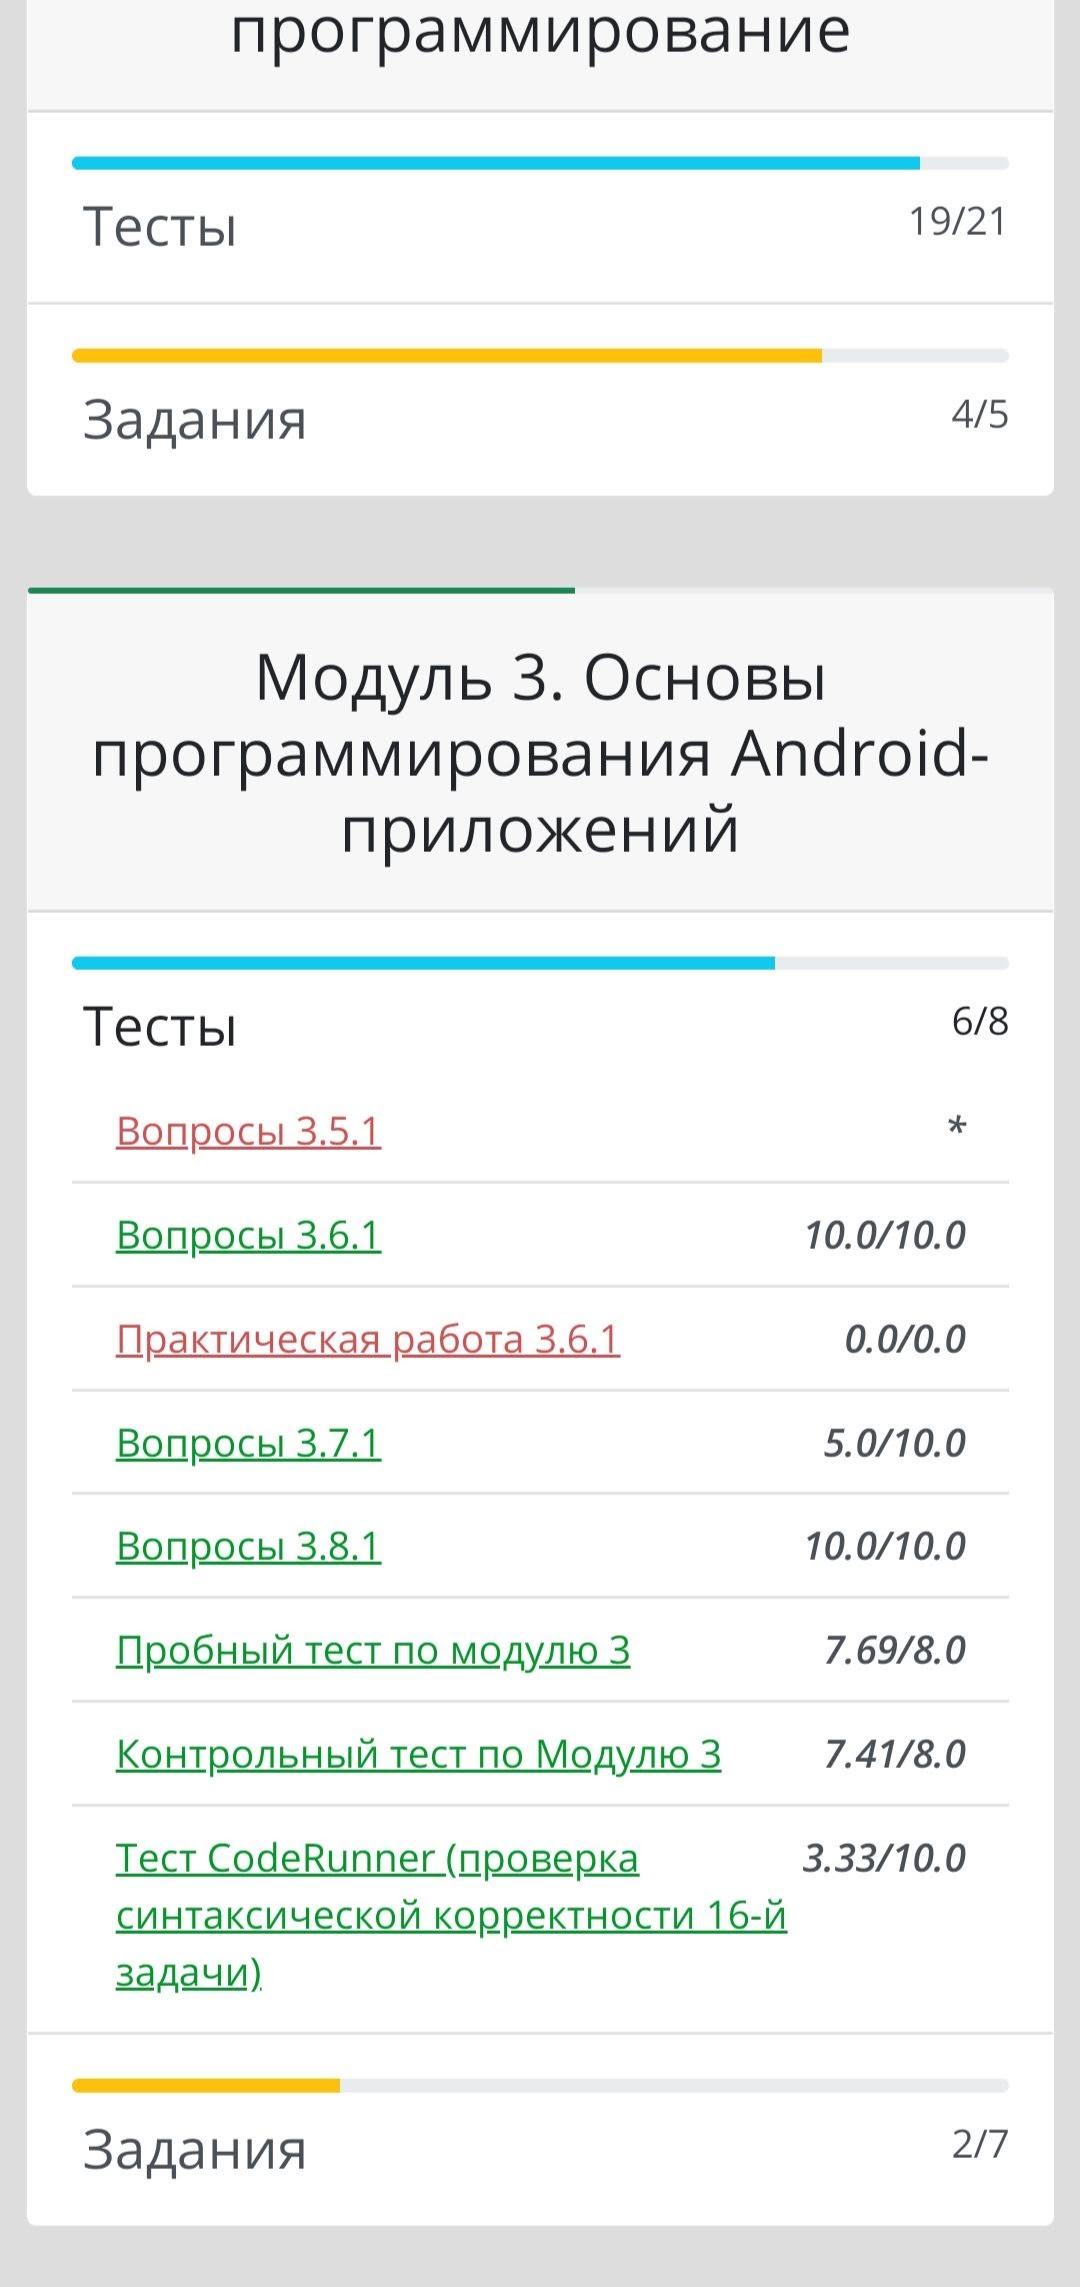 программирование
Тесты 19/21
Задания 4/5
Модуль 3. Основы
программирования Android-
приложений
Тесты 6/8
Вопросы 3.5.1 *
Вопросы 3.6.1 10.0/10.0
Практическая работа 3.6.1 0.0/0.0
Вопросы 3.7.1 5.0/10.0
Вопросы 3.8.1 10.0/10.0
Пробный тест по модулю 3 7.69/8.0
Контрольный тест по Модулю 3 7.41/8.0
Тест CodeRunner (проверка 3.33/10.0
синтаксической корректности 16-й
задачи)
Задания 2/7